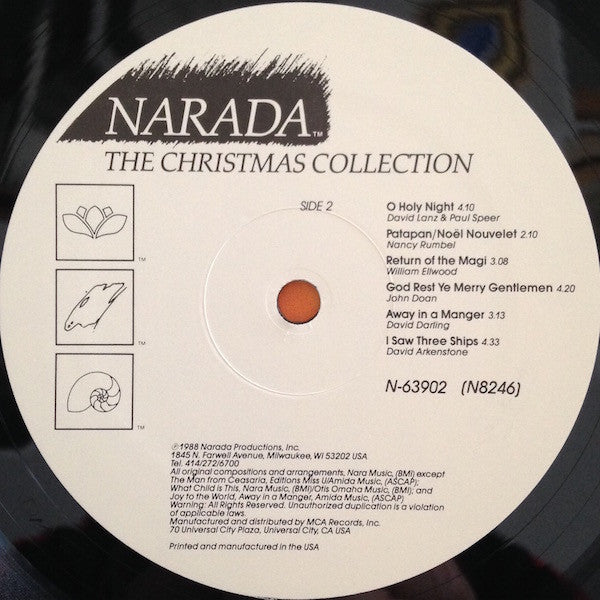 NARADA™
THE CHRISTMAS COLLECTION
SIDE 2
O Holy Night 4.10
David Lanz & Paul Speer
Patapan/Noël Nouvelet 2.10
Nancy Rumbel
Return of the Magi 3.08
William Ellwood
God Rest Ye Merry Gentlemen 4.20
John Doan
Away in a Manger 3.13
David Darling
I Saw Three Ships 4.33
David Arkenstone
N-63902 (N8246)
TM
TM
TM
℗1988 Narada Productions, Inc.
1845 N. Farwell Avenue, Milwaukee, WI 53202 USA
Tel. 414/272/6700
All original compositions and arrangements, Nara Music, (BMI) except
The Man from Ceasaria, Editions Miss U/Amida Music, (ASCAP);
What Child is This, Nara Music, (BMI)/Otis Omaha Music, (BMI); and
Joy to the World, Away in a Manger, Amida Music, (ASCAP)
Warning: All Rights Reserved. Unauthorized duplication is a violation
of applicable laws.
Manufactured and distributed by MCA Records, Inc.
70 Universal City Plaza, Universal City, CA USA
Printed and manufactured in the USA